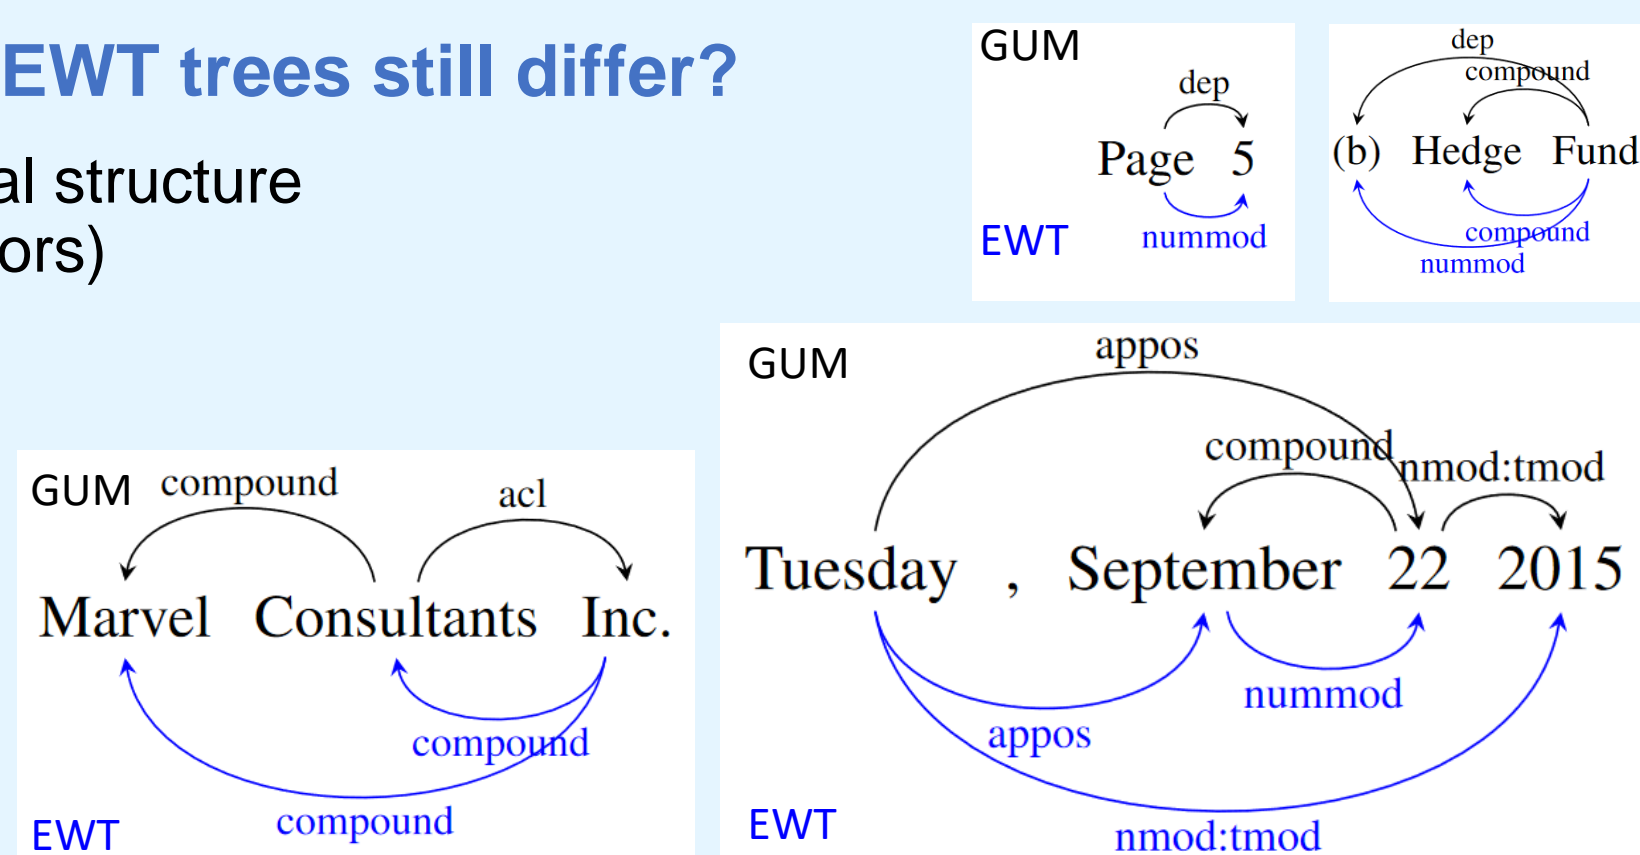 EWT trees still differ?
al structure
ors)
GUM
dep
Page 5
EWT nummod
dep
compound
(b) Hedge Fund
compound
nummod
GUM compound acl
Marvel Consultants Inc.
compound
EWT compound
GUM appos
compound nmod:tmod
Tuesday , September 22 2015
nummod
appos
EWT nmod:tmod